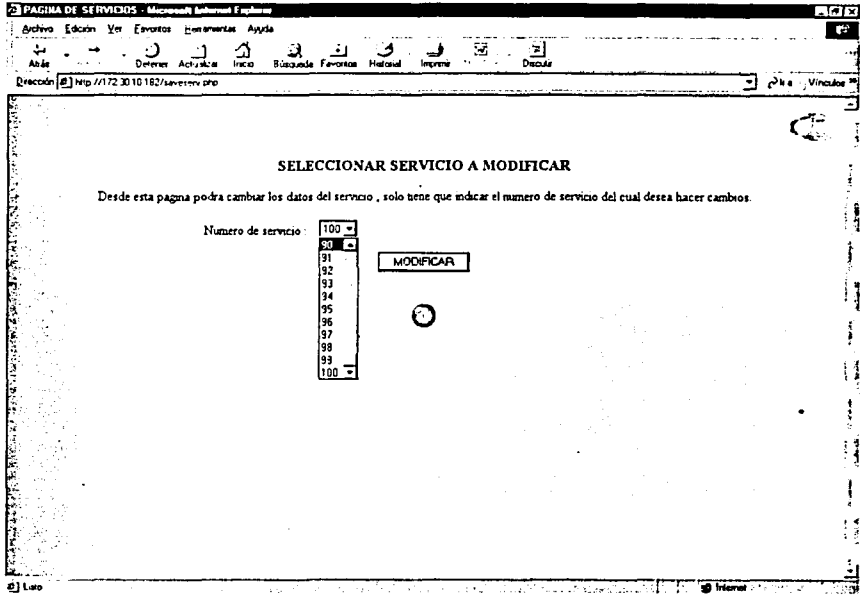 PAGINA DE SERVICIOS - Microsoft Internet Explorer
Archivo Edición Ver Favoritos Herramientas Ayuda
Atrás Detener Actualizar Inicio Búsqueda Favoritos Historial Imprimir Discutir
Dirección http://172.30.10.182/saveserv.php Ir a Vínculos
SELECCIONAR SERVICIO A MODIFICAR
Desde esta pagina podra cambiar los datos del servicio , solo tiene que indicar el numero de servicio del cual desea hacer cambios.
Numero de servicio : 100
90
91
MODIFICAR
92
93
94
95
96
97
98
99
100
Listo Internet